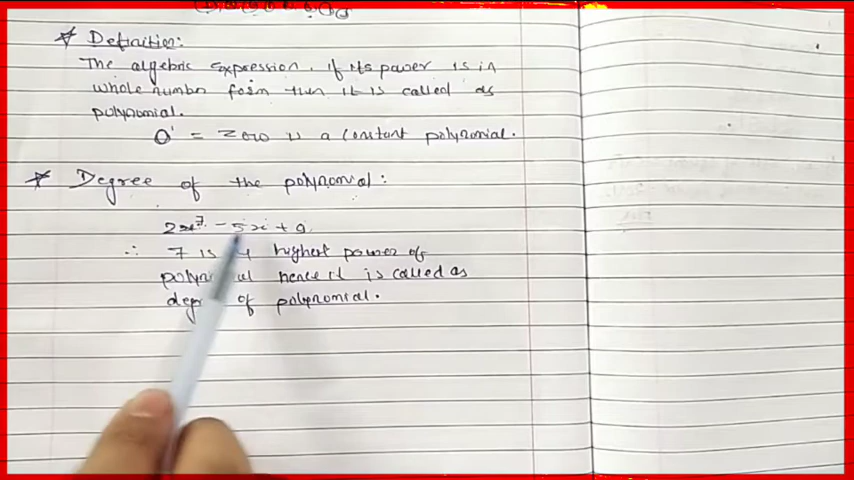 ★ Definition:
The algebric expression, if its power is in
whole number form then it is called as
polynomial.
0' = Zero is a constant polynomial.
★ Degree of the polynomial:
2x⁷ - 5x + 9
∴ 7 is highest power of
hence it is called as
of polynomial.